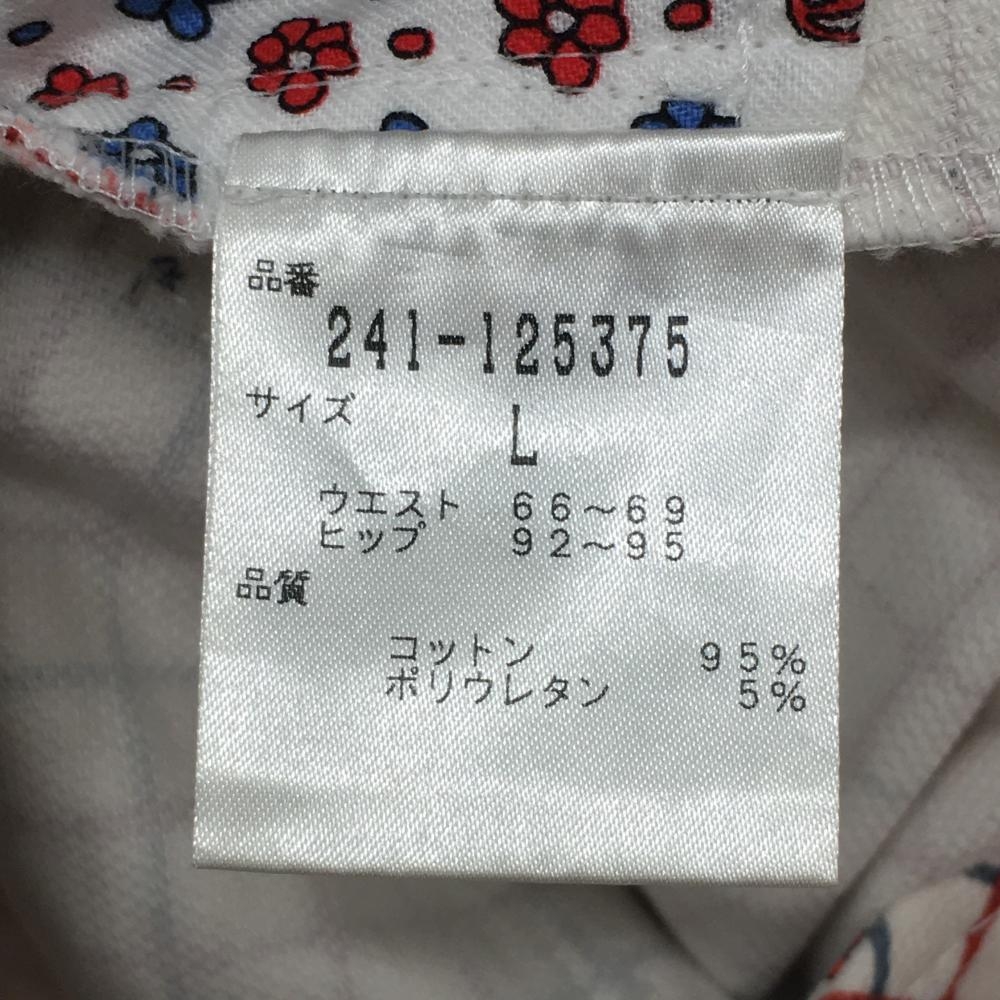 品番
241-125375
サイズ
L
ウエスト 66～69
ヒップ 92～95
品質
コットン 95%
ポリウレタン 5%